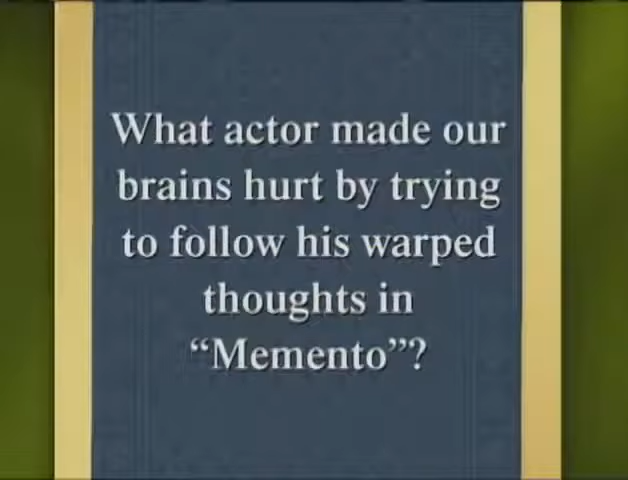 What actor made our
brains hurt by trying
to follow his warped
thoughts in
“Memento”?